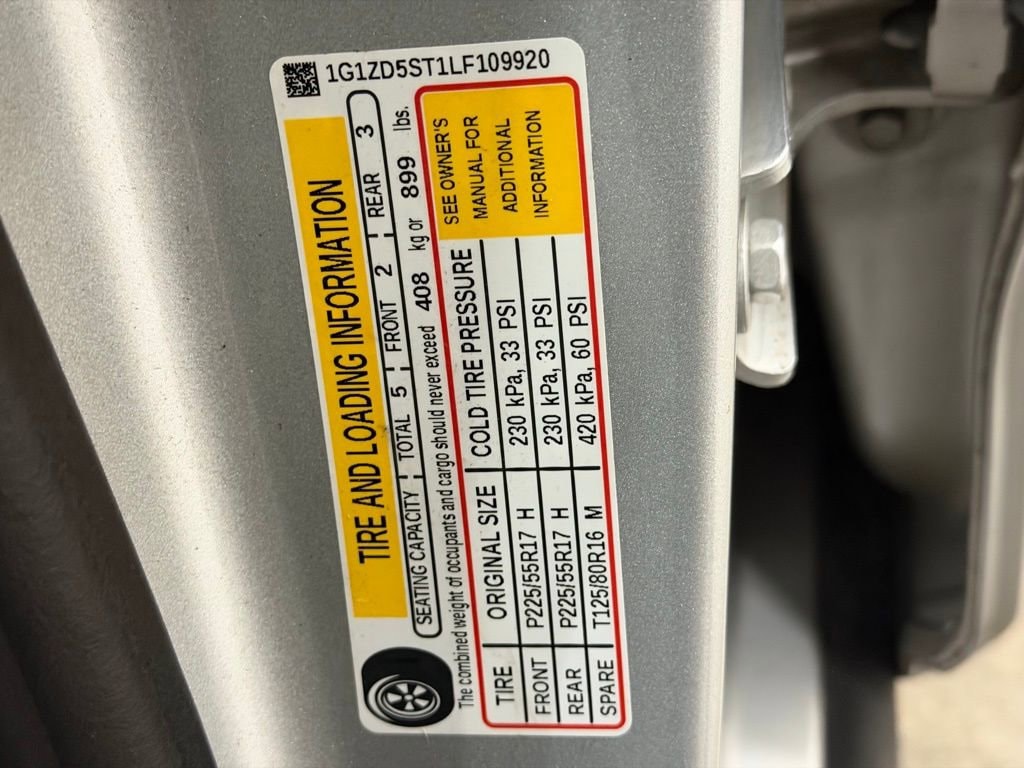 1G1ZD5ST1LF109920
TIRE AND LOADING INFORMATION
SEATING CAPACITY TOTAL 5 FRONT 2 REAR 3
The combined weight of occupants and cargo should never exceed 408 kg or 899 lbs.
TIRE ORIGINAL SIZE COLD TIRE PRESSURE
FRONT P225/55R17 H 230 kPa, 33 PSI
REAR P225/55R17 H 230 kPa, 33 PSI
SPARE T125/80R16 M 420 kPa, 60 PSI
SEE OWNER'S
MANUAL FOR
ADDITIONAL
INFORMATION